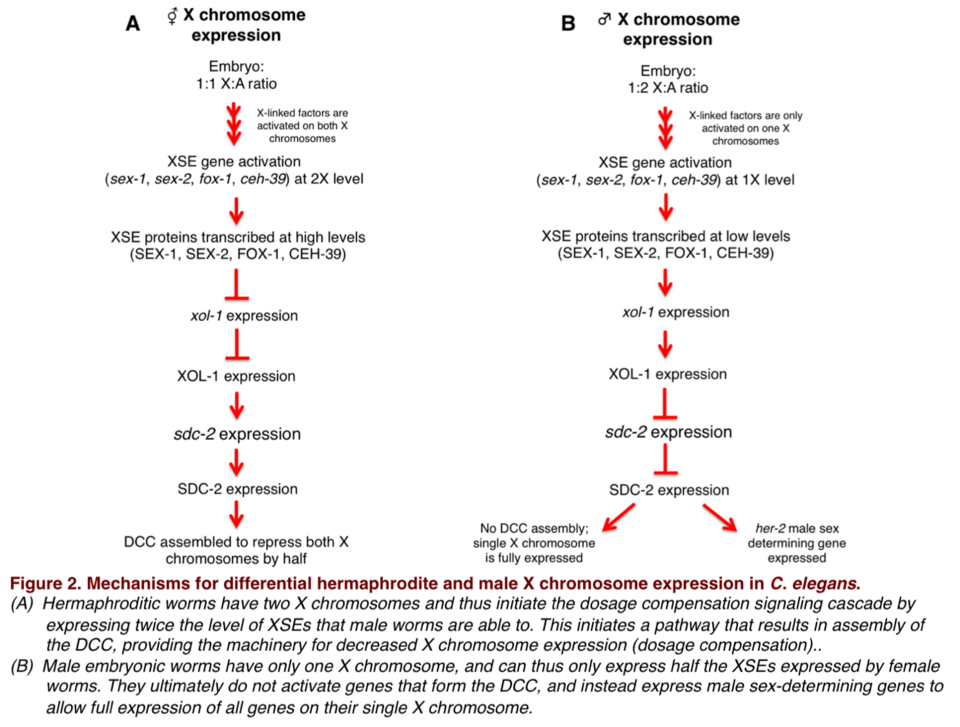 A
⚥ X chromosome
expression
Embryo:
1:1 X:A ratio
X-linked factors are
activated on both X
chromosomes
XSE gene activation
(sex-1, sex-2, fox-1, ceh-39) at 2X level
XSE proteins transcribed at high levels
(SEX-1, SEX-2, FOX-1, CEH-39)
xol-1 expression
XOL-1 expression
sdc-2 expression
SDC-2 expression
DCC assembled to repress both X
chromosomes by half
B
♂ X chromosome
expression
Embryo:
1:2 X:A ratio
X-linked factors are only
activated on one X
chromosomes
XSE gene activation
(sex-1, sex-2, fox-1, ceh-39) at 1X level
XSE proteins transcribed at low levels
(SEX-1, SEX-2, FOX-1, CEH-39)
xol-1 expression
XOL-1 expression
sdc-2 expression
SDC-2 expression
No DCC assembly;
single X chromosome
is fully expressed
her-2 male sex
determining gene
expressed
Figure 2. Mechanisms for differential hermaphrodite and male X chromosome expression in C. elegans.
(A) Hermaphroditic worms have two X chromosomes and thus initiate the dosage compensation signaling cascade by
expressing twice the level of XSEs that male worms are able to. This initiates a pathway that results in assembly of
the DCC, providing the machinery for decreased X chromosome expression (dosage compensation)..
(B) Male embryonic worms have only one X chromosome, and can thus only express half the XSEs expressed by female
worms. They ultimately do not activate genes that form the DCC, and instead express male sex-determining genes to
allow full expression of all genes on their single X chromosome.